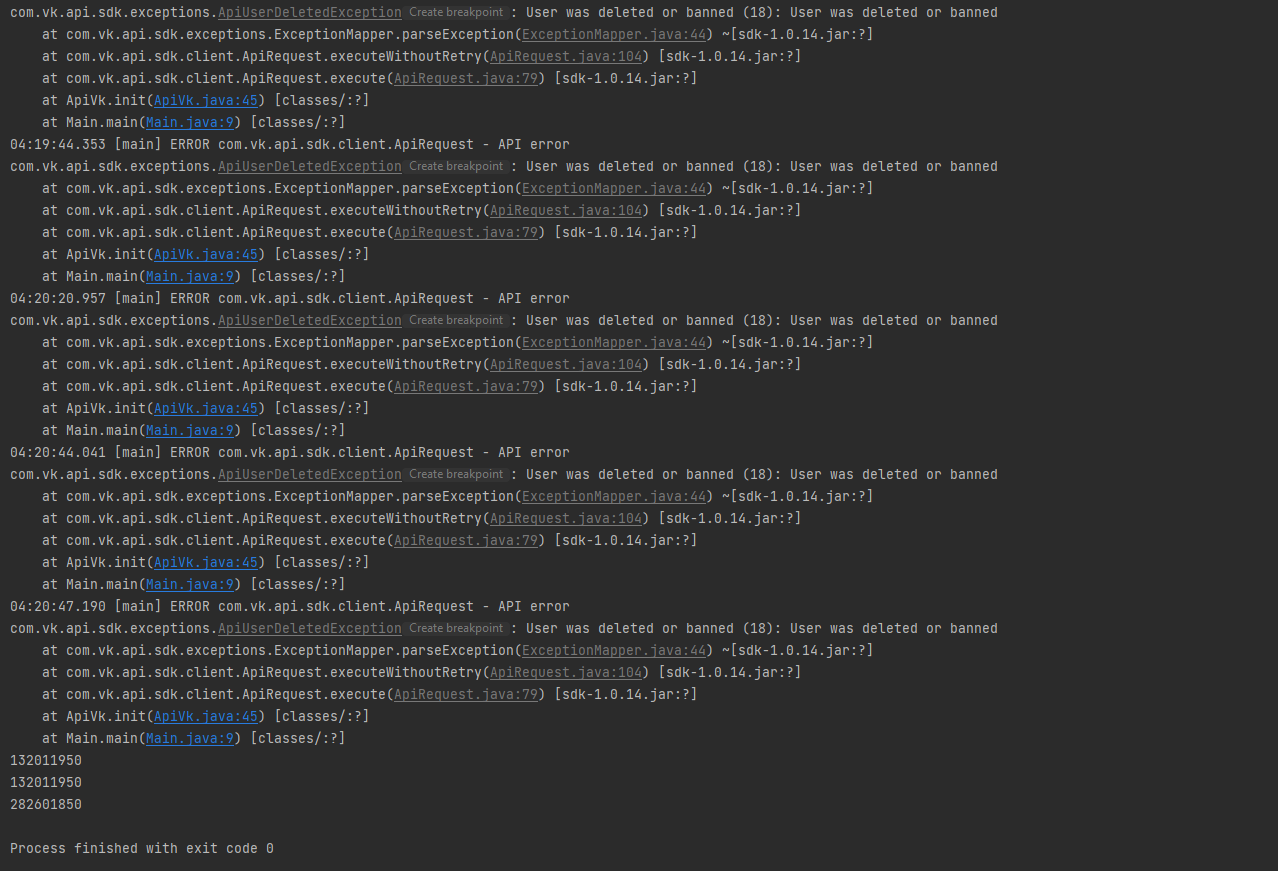 com.vk.api.sdk.exceptions.ApiUserDeletedException Create breakpoint : User was deleted or banned (18): User was deleted or banned
at com.vk.api.sdk.exceptions.ExceptionMapper.parseException(ExceptionMapper.java:44) ~[sdk-1.0.14.jar:?]
at com.vk.api.sdk.client.ApiRequest.executeWithoutRetry(ApiRequest.java:104) [sdk-1.0.14.jar:?]
at com.vk.api.sdk.client.ApiRequest.execute(ApiRequest.java:79) [sdk-1.0.14.jar:?]
at ApiVk.init(ApiVk.java:45) [classes/:?]
at Main.main(Main.java:9) [classes/:?]
04:19:44.353 [main] ERROR com.vk.api.sdk.client.ApiRequest - API error
com.vk.api.sdk.exceptions.ApiUserDeletedException Create breakpoint : User was deleted or banned (18): User was deleted or banned
at com.vk.api.sdk.exceptions.ExceptionMapper.parseException(ExceptionMapper.java:44) ~[sdk-1.0.14.jar:?]
at com.vk.api.sdk.client.ApiRequest.executeWithoutRetry(ApiRequest.java:104) [sdk-1.0.14.jar:?]
at com.vk.api.sdk.client.ApiRequest.execute(ApiRequest.java:79) [sdk-1.0.14.jar:?]
at ApiVk.init(ApiVk.java:45) [classes/:?]
at Main.main(Main.java:9) [classes/:?]
04:20:20.957 [main] ERROR com.vk.api.sdk.client.ApiRequest - API error
com.vk.api.sdk.exceptions.ApiUserDeletedException Create breakpoint : User was deleted or banned (18): User was deleted or banned
at com.vk.api.sdk.exceptions.ExceptionMapper.parseException(ExceptionMapper.java:44) ~[sdk-1.0.14.jar:?]
at com.vk.api.sdk.client.ApiRequest.executeWithoutRetry(ApiRequest.java:104) [sdk-1.0.14.jar:?]
at com.vk.api.sdk.client.ApiRequest.execute(ApiRequest.java:79) [sdk-1.0.14.jar:?]
at ApiVk.init(ApiVk.java:45) [classes/:?]
at Main.main(Main.java:9) [classes/:?]
04:20:44.041 [main] ERROR com.vk.api.sdk.client.ApiRequest - API error
com.vk.api.sdk.exceptions.ApiUserDeletedException Create breakpoint : User was deleted or banned (18): User was deleted or banned
at com.vk.api.sdk.exceptions.ExceptionMapper.parseException(ExceptionMapper.java:44) ~[sdk-1.0.14.jar:?]
at com.vk.api.sdk.client.ApiRequest.executeWithoutRetry(ApiRequest.java:104) [sdk-1.0.14.jar:?]
at com.vk.api.sdk.client.ApiRequest.execute(ApiRequest.java:79) [sdk-1.0.14.jar:?]
at ApiVk.init(ApiVk.java:45) [classes/:?]
at Main.main(Main.java:9) [classes/:?]
04:20:47.190 [main] ERROR com.vk.api.sdk.client.ApiRequest - API error
com.vk.api.sdk.exceptions.ApiUserDeletedException Create breakpoint : User was deleted or banned (18): User was deleted or banned
at com.vk.api.sdk.exceptions.ExceptionMapper.parseException(ExceptionMapper.java:44) ~[sdk-1.0.14.jar:?]
at com.vk.api.sdk.client.ApiRequest.executeWithoutRetry(ApiRequest.java:104) [sdk-1.0.14.jar:?]
at com.vk.api.sdk.client.ApiRequest.execute(ApiRequest.java:79) [sdk-1.0.14.jar:?]
at ApiVk.init(ApiVk.java:45) [classes/:?]
at Main.main(Main.java:9) [classes/:?]
132011950
132011950
282601850
Process finished with exit code 0